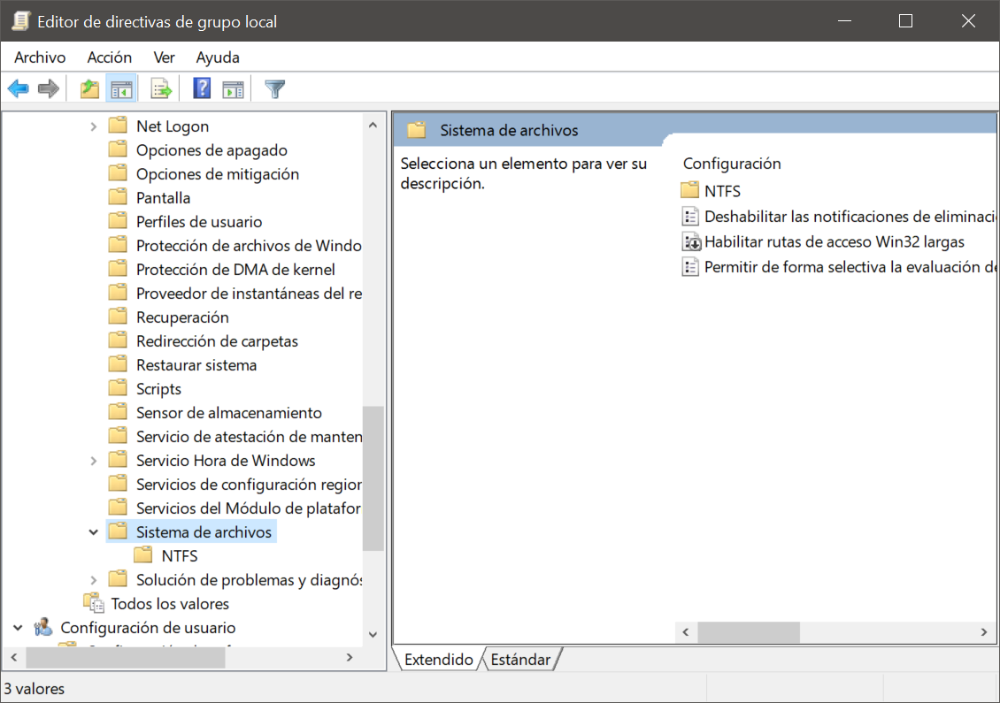 Editor de directivas de grupo local
Archivo Acción Ver Ayuda
Net Logon
Opciones de apagado
Opciones de mitigación
Pantalla
Perfiles de usuario
Protección de archivos de Windo
Protección de DMA de kernel
Proveedor de instantáneas del re
Recuperación
Redirección de carpetas
Restaurar sistema
Scripts
Sensor de almacenamiento
Servicio de atestación de manten
Servicio Hora de Windows
Servicios de configuración region
Servicios del Módulo de platafor
Sistema de archivos
NTFS
Solución de problemas y diagnós
Todos los valores
Configuración de usuario
Sistema de archivos
Selecciona un elemento para ver su
descripción.
Configuración
NTFS
Deshabilitar las notificaciones de eliminaci
Habilitar rutas de acceso Win32 largas
Permitir de forma selectiva la evaluación de
Extendido Estándar
3 valores